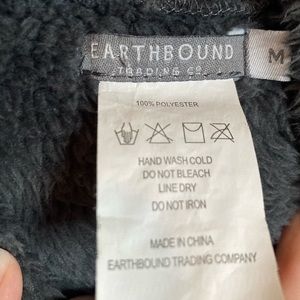 EARTHBOUND
TRADING CO.
M
100% POLYESTER
HAND WASH COLD
DO NOT BLEACH
LINE DRY
DO NOT IRON
MADE IN CHINA
EARTHBOUND TRADING COMPANY